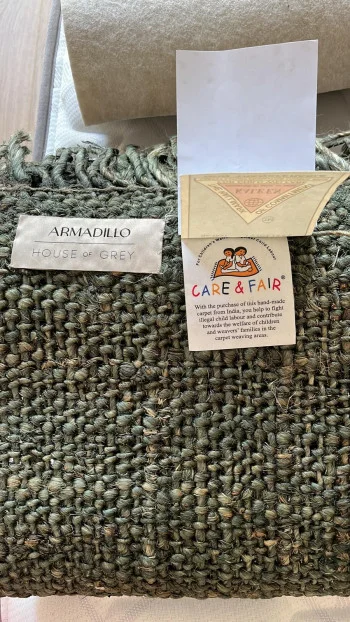 ARMADILLO
HOUSE OF GREY
CARE & FAIR®
With the purchase of this hand-made
carpet from India, you help to fight
illegal child labour and contribute
towards the welfare of children
and weavers' families in the
carpet weaving areas.